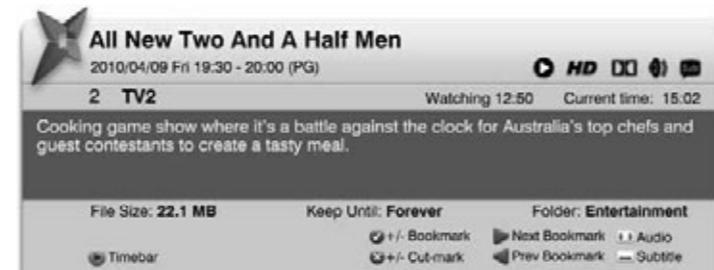 All New Two And A Half Men
2010/04/09 Fri 19:30 - 20:00 (PG)
HD
2 TV2 Watching 12:50 Current time: 15:02
Cooking game show where it's a battle against the clock for Australia's top chefs and
guest contestants to create a tasty meal.
File Size: 22.1 MB Keep Until: Forever Folder: Entertainment
+/- Bookmark Next Bookmark Audio
Timebar +/- Cut-mark Prev Bookmark Subtitle